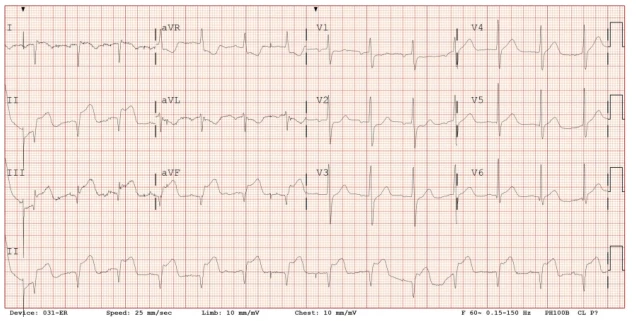 I aVR V1 V4
II aVL V2 V5
III aVF V3 V6
II
Device: 031-ER Speed: 25 mm/sec Limb: 10 mm/mV Chest: 10 mm/mV F 60~ 0.15-150 Hz PH100B CL P?